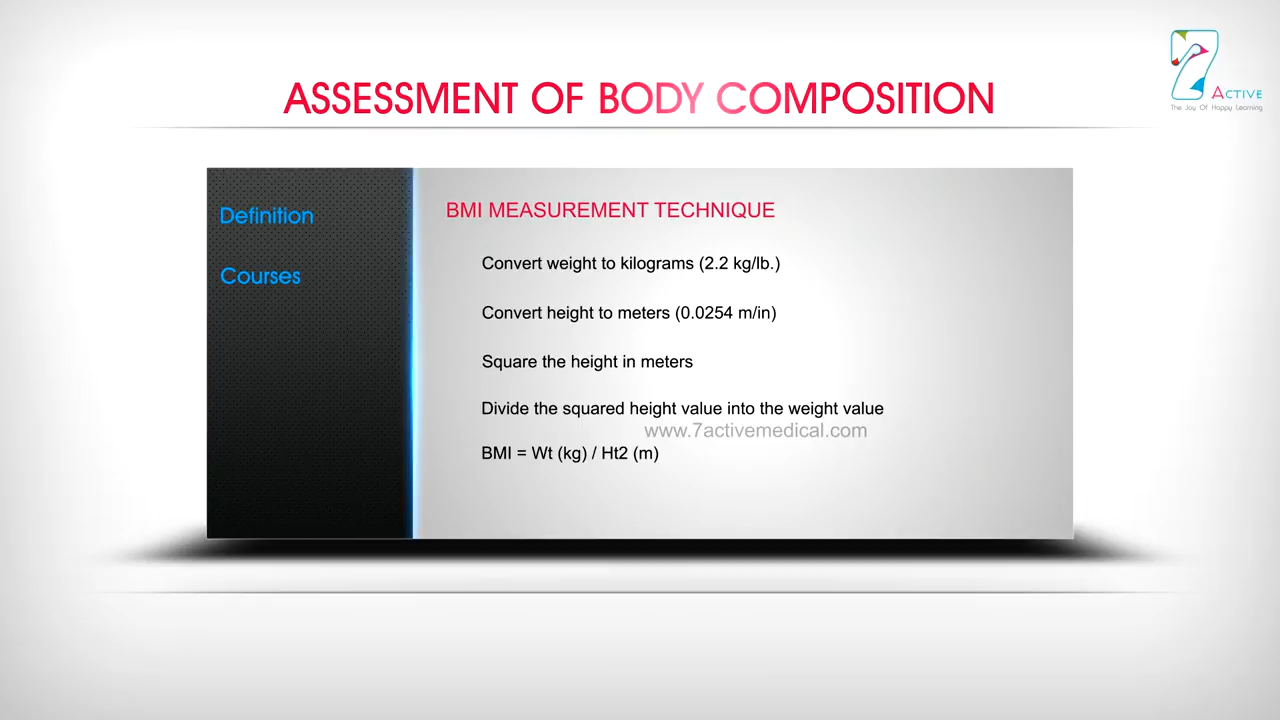 ASSESSMENT OF BODY COMPOSITION
ACTIVE
The Joy Of Happy Learning
Definition
Courses
BMI MEASUREMENT TECHNIQUE
Convert weight to kilograms (2.2 kg/lb.)
Convert height to meters (0.0254 m/in)
Square the height in meters
Divide the squared height value into the weight value
www.7activemedical.com
BMI = Wt (kg) / Ht2 (m)